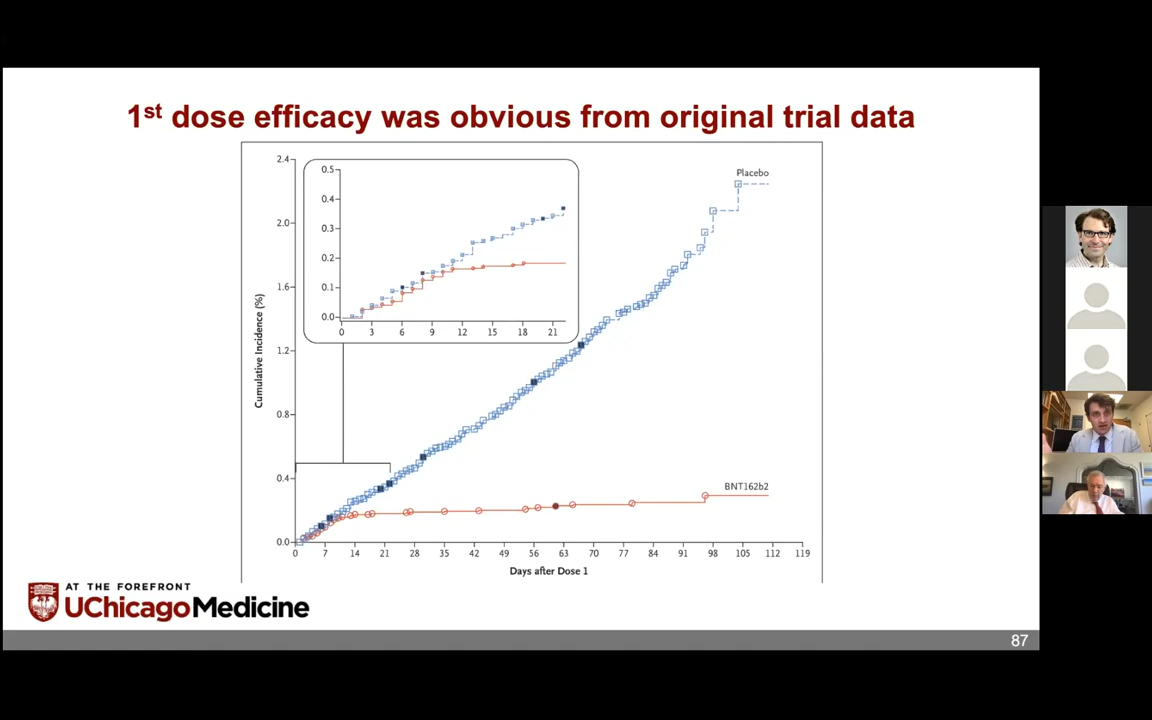 1st dose efficacy was obvious from original trial data
2.4
2.0
1.6
1.2
0.8
0.4
0.0
Cumulative Incidence (%)
0.5
0.4
0.3
0.2
0.1
0.0
0 3 6 9 12 15 18 21
Placebo
BNT162b2
0 7 14 21 28 35 42 49 56 63 70 77 84 91 98 105 112 119
Days after Dose 1
AT THE FOREFRONT
UChicagoMedicine
87